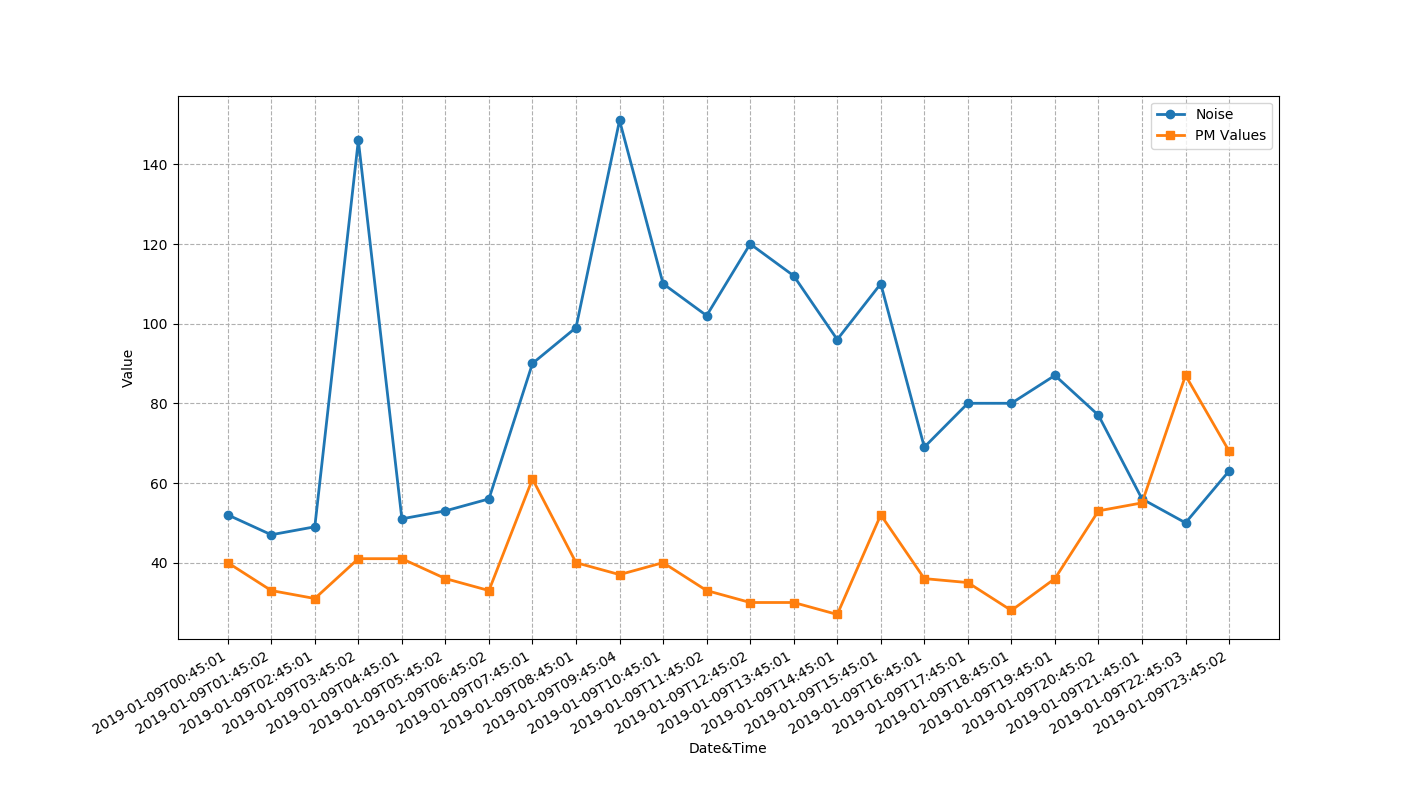 Noise
PM Values
140
120
100
80
60
40
Value
2019-01-09T00:45:01
2019-01-09T01:45:02
2019-01-09T02:45:01
2019-01-09T03:45:02
2019-01-09T04:45:01
2019-01-09T05:45:02
2019-01-09T06:45:02
2019-01-09T07:45:01
2019-01-09T08:45:01
2019-01-09T09:45:04
2019-01-09T10:45:01
2019-01-09T11:45:02
2019-01-09T12:45:02
2019-01-09T13:45:01
2019-01-09T14:45:01
2019-01-09T15:45:01
2019-01-09T16:45:01
2019-01-09T17:45:01
2019-01-09T18:45:01
2019-01-09T19:45:01
2019-01-09T20:45:02
2019-01-09T21:45:01
2019-01-09T22:45:03
2019-01-09T23:45:02
Date&Time